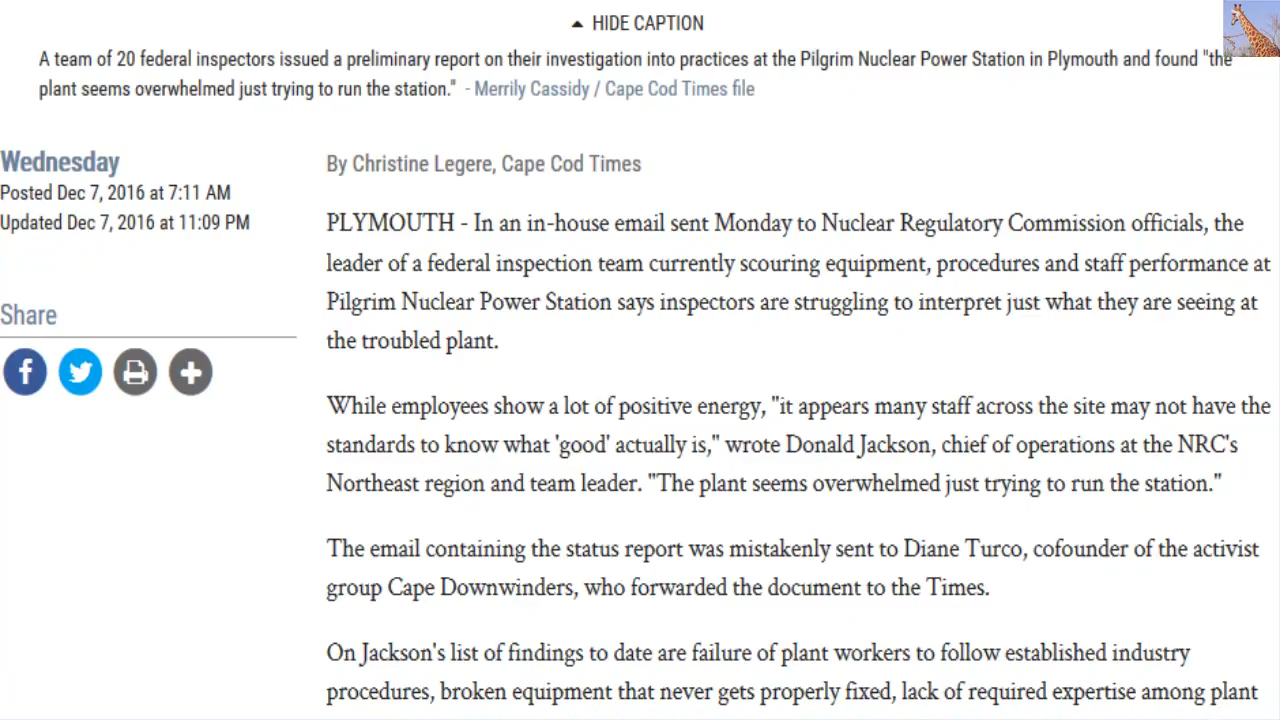 HIDE CAPTION
A team of 20 federal inspectors issued a preliminary report on their investigation into practices at the Pilgrim Nuclear Power Station in Plymouth and found "the
plant seems overwhelmed just trying to run the station." - Merrily Cassidy / Cape Cod Times file
Wednesday
Posted Dec 7, 2016 at 7:11 AM
Updated Dec 7, 2016 at 11:09 PM
Share
By Christine Legere, Cape Cod Times
PLYMOUTH - In an in-house email sent Monday to Nuclear Regulatory Commission officials, the
leader of a federal inspection team currently scouring equipment, procedures and staff performance at
Pilgrim Nuclear Power Station says inspectors are struggling to interpret just what they are seeing at
the troubled plant.
While employees show a lot of positive energy, "it appears many staff across the site may not have the
standards to know what 'good' actually is," wrote Donald Jackson, chief of operations at the NRC's
Northeast region and team leader. "The plant seems overwhelmed just trying to run the station."
The email containing the status report was mistakenly sent to Diane Turco, cofounder of the activist
group Cape Downwinders, who forwarded the document to the Times.
On Jackson's list of findings to date are failure of plant workers to follow established industry
procedures, broken equipment that never gets properly fixed, lack of required expertise among plant